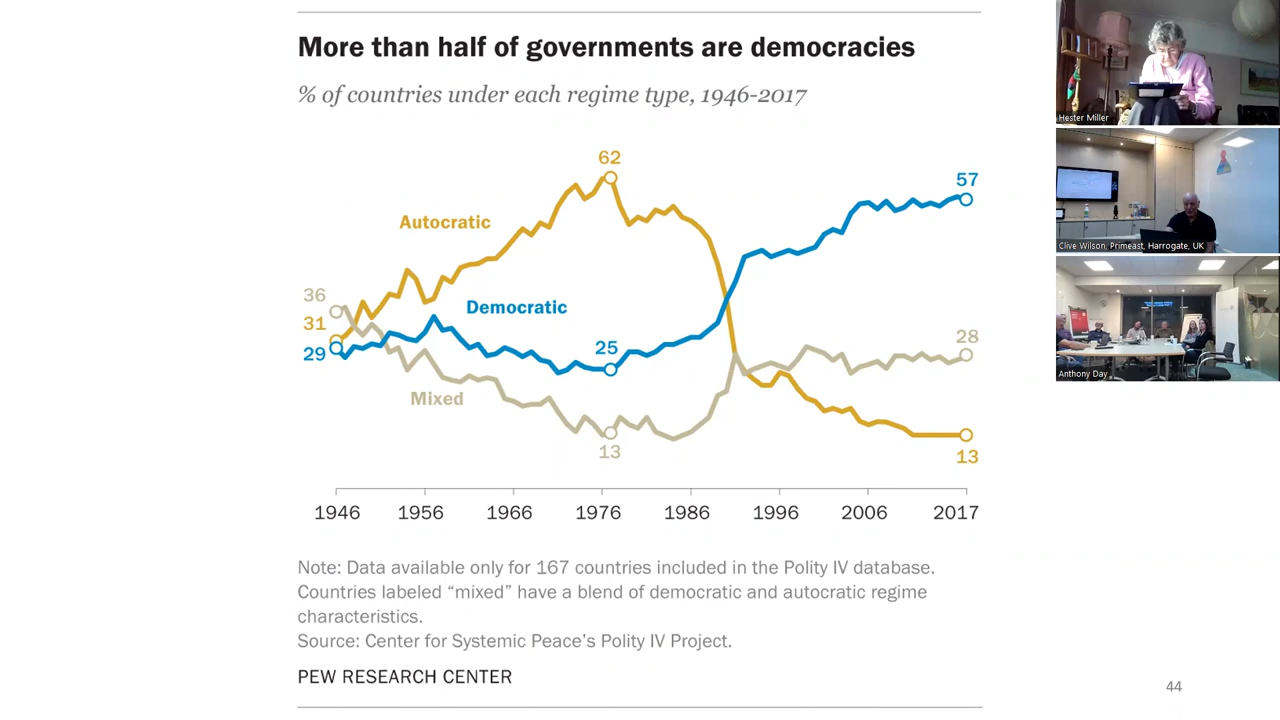 More than half of governments are democracies
% of countries under each regime type, 1946-2017
62
57
Autocratic
36
Democratic
31
28
29
25
Mixed
13
13
1946 1956 1966 1976 1986 1996 2006 2017
Note: Data available only for 167 countries included in the Polity IV database.
Countries labeled “mixed” have a blend of democratic and autocratic regime
characteristics.
Source: Center for Systemic Peace’s Polity IV Project.
PEW RESEARCH CENTER
44
Hester Miller
Clive Wilson, Primeast, Harrogate, UK
Anthony Day